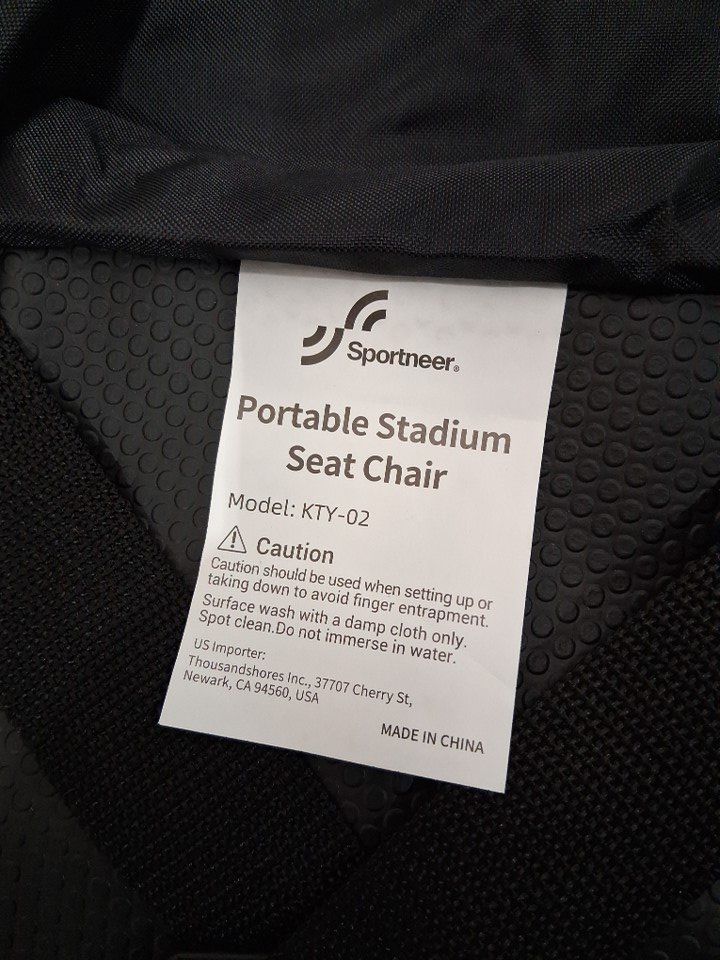 Sportneer®
Portable Stadium
Seat Chair
Model: KTY-02
Caution
Caution should be used when setting up or
taking down to avoid finger entrapment.
Surface wash with a damp cloth only.
Spot clean.Do not immerse in water.
US Importer:
Thousandshores Inc., 37707 Cherry St,
Newark, CA 94560, USA
MADE IN CHINA